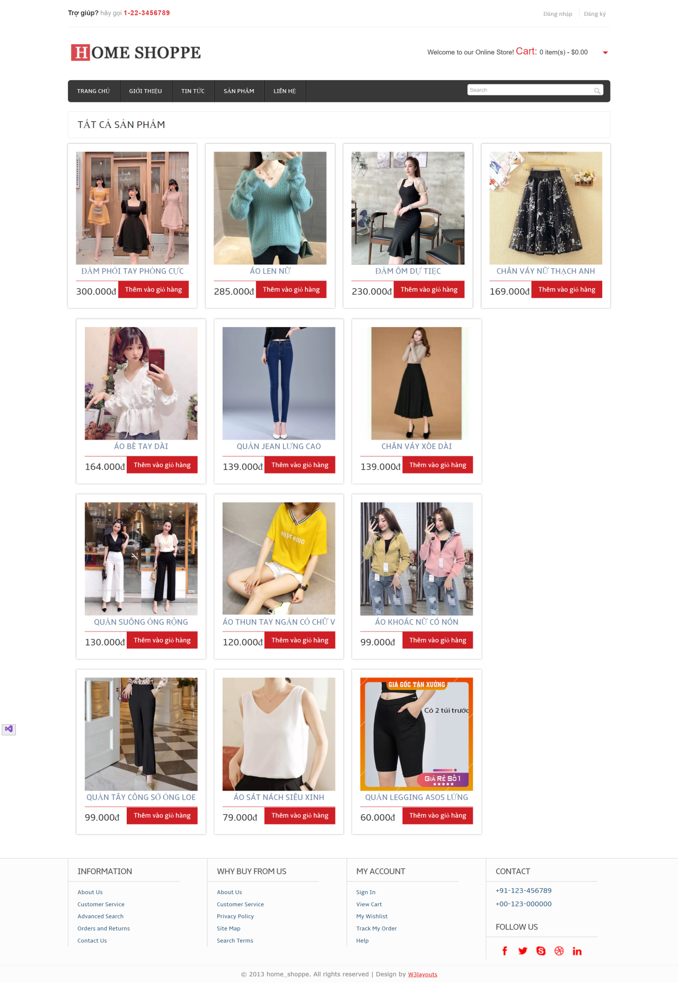 Trợ giúp? hãy gọi 1-22-3456789
Đăng nhập
Đăng ký
HOME SHOPPE
Welcome to our Online Store! Cart: 0 item(s) - $0.00
TRANG CHỦ
GIỚI THIỆU
TIN TỨC
SẢN PHẨM
LIÊN HỆ
Search
TẤT CẢ SẢN PHẨM
ĐẦM PHỐI TAY PHỒNG CỰC
ÁO LEN NỮ
ĐẦM ÔM DỰ TIỆC
CHÂN VÁY NỮ THẠCH ANH
300.000đ Thêm vào giỏ hàng
285.000đ Thêm vào giỏ hàng
230.000đ Thêm vào giỏ hàng
169.000đ Thêm vào giỏ hàng
ÁO BÈ TAY DÀI
QUẦN JEAN LƯNG CAO
CHÂN VÁY XÒE DÀI
164.000đ Thêm vào giỏ hàng
139.000đ Thêm vào giỏ hàng
139.000đ Thêm vào giỏ hàng
supremo
QUẦN SUÔNG ỐNG RỘNG
ÁO THUN TAY NGẮN CỔ CHỮ V
ÁO KHOÁC NỮ CÓ NÓN
130.000đ Thêm vào giỏ hàng
120.000đ Thêm vào giỏ hàng
99.000đ Thêm vào giỏ hàng
GIÁ GỐC TẬN XƯỞNG
Có 2 túi trước
GIÁ RẺ SỐ 1
QUẦN TÂY CÔNG SỞ ỐNG LOE
ÁO SÁT NÁCH SIÊU XINH
QUẦN LEGGING ASOS LỬNG
99.000đ Thêm vào giỏ hàng
79.000đ Thêm vào giỏ hàng
60.000đ Thêm vào giỏ hàng
INFORMATION
About Us
Customer Service
Advanced Search
Orders and Returns
Contact Us
WHY BUY FROM US
About Us
Customer Service
Privacy Policy
Site Map
Search Terms
MY ACCOUNT
Sign In
View Cart
My Wishlist
Track My Order
Help
CONTACT
+91-123-456789
+00-123-000000
FOLLOW US
© 2013 home_shoppe. All rights reserved | Design by W3layouts